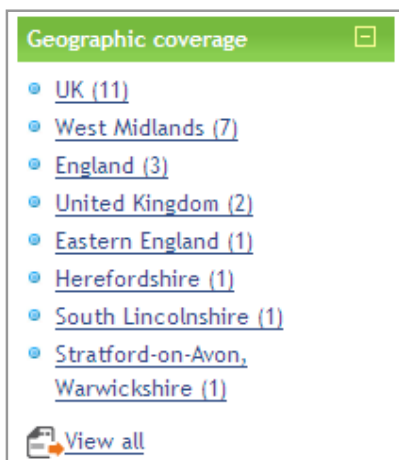 Geographic coverage
UK (11)
West Midlands (7)
England (3)
United Kingdom (2)
Eastern England (1)
Herefordshire (1)
South Lincolnshire (1)
Stratford-on-Avon,
Warwickshire (1)
View all